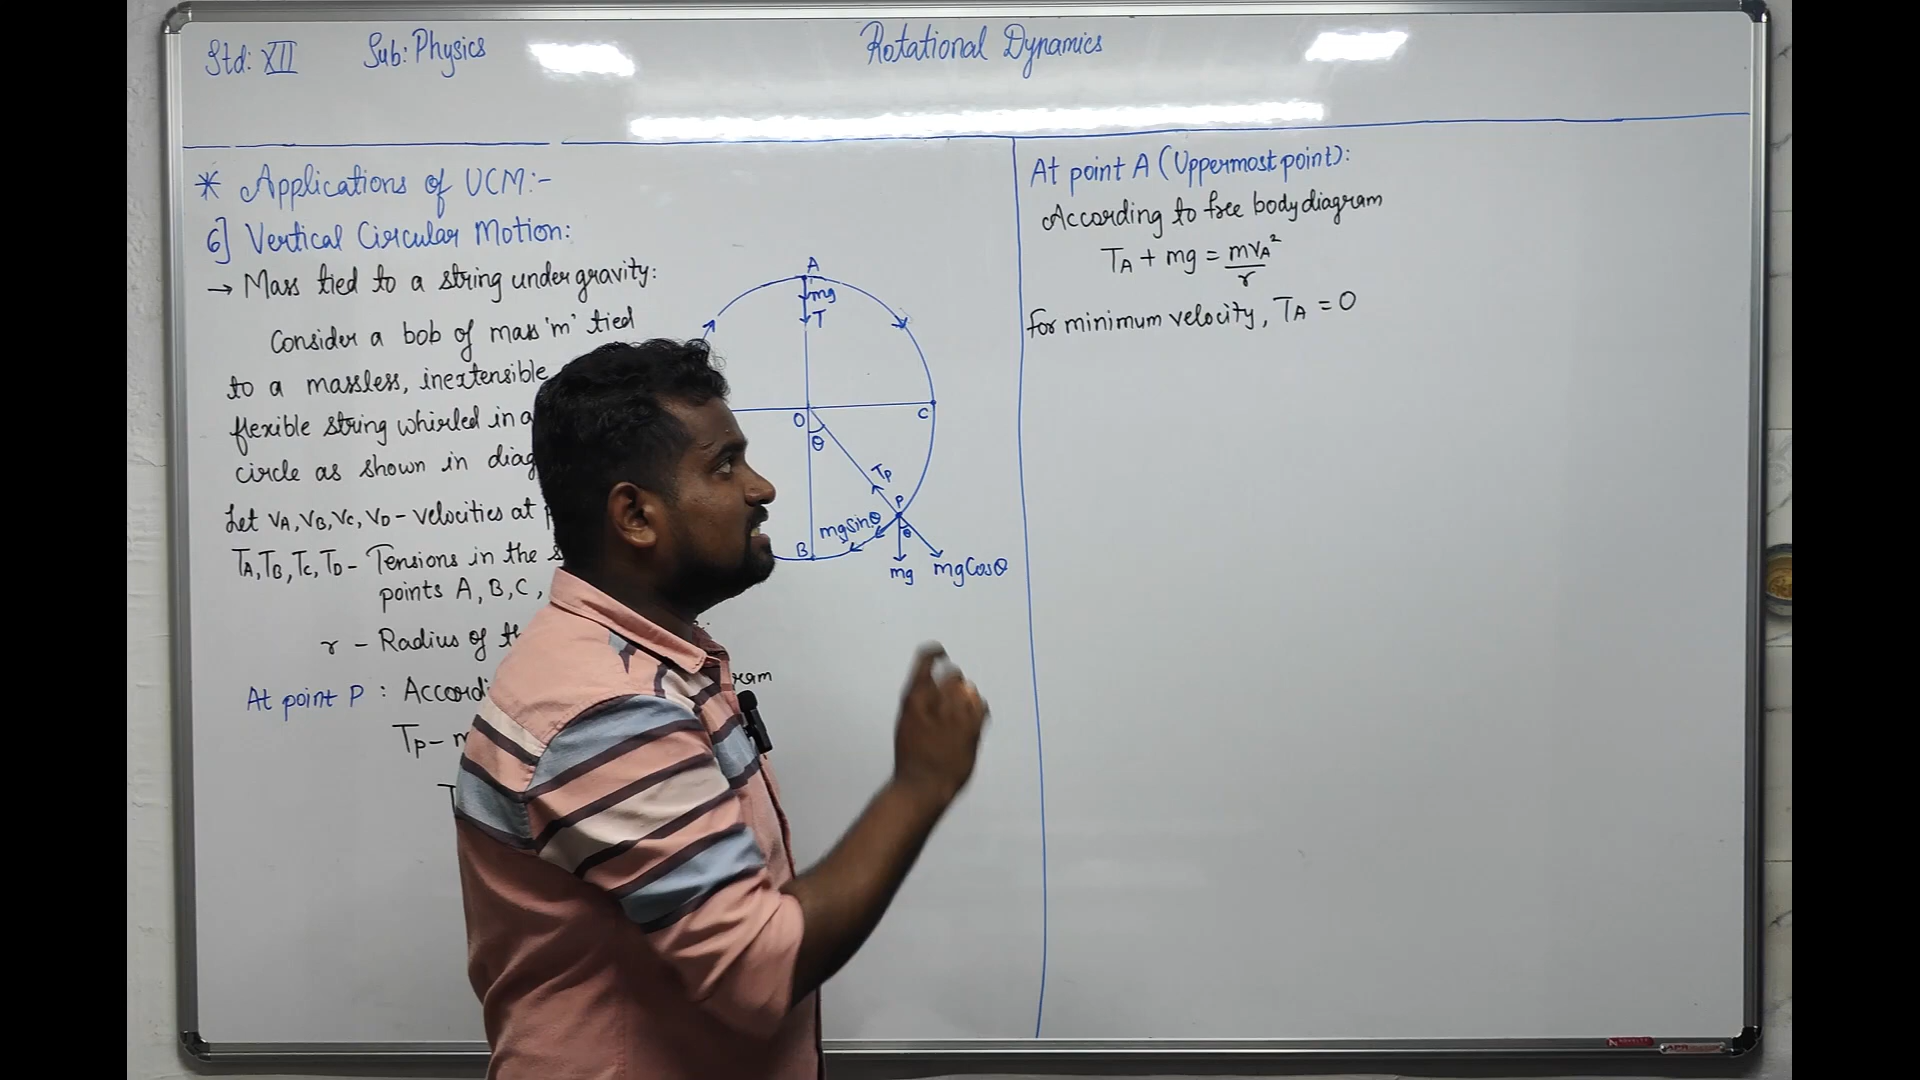 Std: XII Sub: Physics Rotational Dynamics
* Applications of UCM:-
6] Vertical Circular Motion:
→ Mass tied to a string under gravity:
Consider a bob of mass 'm' tied
to a massless, inextensible
flexible string whirled in a
circle as shown in
Let vA, vB, vC, vD - velocities at
TA, TB, TC, TD - Tensions in the
points A, B, C,
r - Radius of
At point P :
TP -
A
mg
T
O
θ
C
TP
P
mgsinθ
θ
B
mg
mgCosθ
At point A (Uppermost point):
According to free body diagram
TA + mg = mvA²/r
for minimum velocity, TA = 0